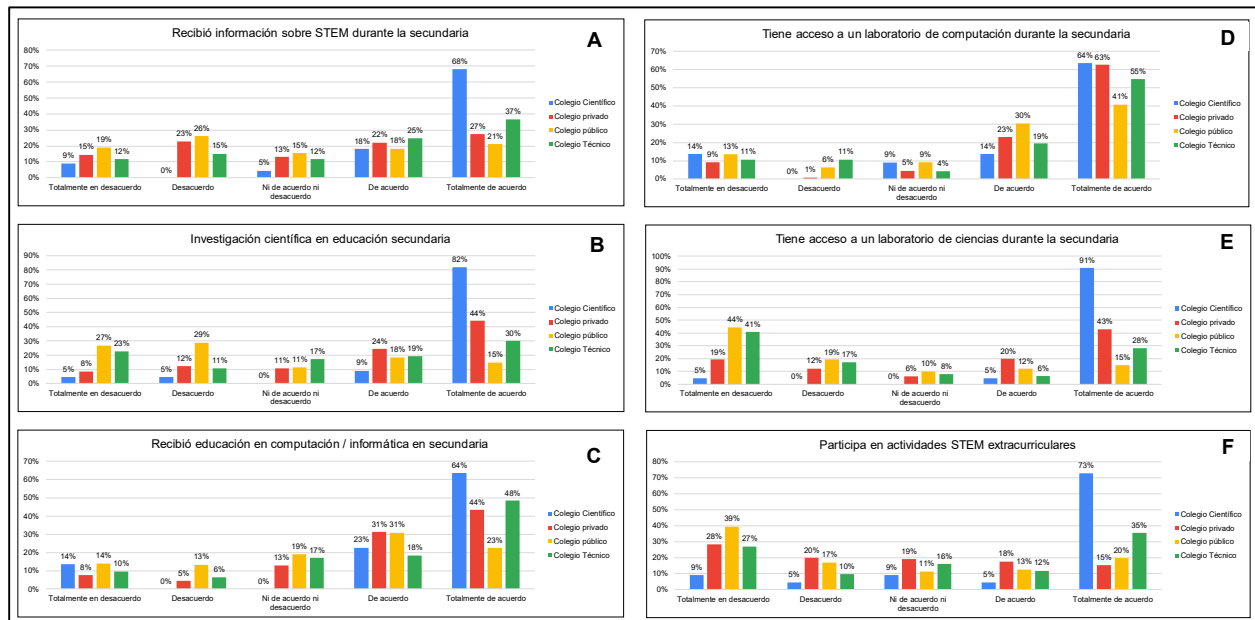 Recibió información sobre STEM durante la secundaria
A
80%
70%
60%
50%
40%
30%
20%
10%
0%
9% 15% 19% 12%
0% 23% 26% 15%
5% 13% 15% 12%
18% 22% 18% 25%
68% 27% 21% 37%
Totalmente en desacuerdo
Desacuerdo
Ni de acuerdo ni
desacuerdo
De acuerdo
Totalmente de acuerdo
Colegio Científico
Colegio privado
Colegio público
Colegio Técnico
Investigación científica en educación secundaria
B
90%
80%
70%
60%
50%
40%
30%
20%
10%
0%
5% 8% 27% 23%
5% 12% 29% 11%
0% 11% 11% 17%
9% 24% 18% 19%
82% 44% 15% 30%
Totalmente en desacuerdo
Desacuerdo
Ni de acuerdo ni
desacuerdo
De acuerdo
Totalmente de acuerdo
Colegio Científico
Colegio privado
Colegio público
Colegio Técnico
Recibió educación en computación / informática en secundaria
C
70%
60%
50%
40%
30%
20%
10%
0%
14% 8% 14% 10%
0% 5% 13% 6%
0% 13% 19% 17%
23% 31% 31% 18%
64% 44% 23% 48%
Totalmente en desacuerdo
Desacuerdo
Ni de acuerdo ni
desacuerdo
De acuerdo
Totalmente de acuerdo
Colegio Científico
Colegio privado
Colegio público
Colegio Técnico
Tiene acceso a un laboratorio de computación durante la secundaria
D
70%
60%
50%
40%
30%
20%
10%
0%
14% 9% 13% 11%
0% 1% 6% 11%
9% 5% 9% 4%
14% 23% 30% 19%
64% 63% 41% 55%
Totalmente en desacuerdo
Desacuerdo
Ni de acuerdo ni
desacuerdo
De acuerdo
Totalmente de acuerdo
Colegio Científico
Colegio privado
Colegio público
Colegio Técnico
Tiene acceso a un laboratorio de ciencias durante la secundaria
E
100%
90%
80%
70%
60%
50%
40%
30%
20%
10%
0%
5% 19% 44% 41%
0% 12% 19% 17%
0% 6% 10% 8%
5% 20% 12% 6%
91% 43% 15% 28%
Totalmente en desacuerdo
Desacuerdo
Ni de acuerdo ni
desacuerdo
De acuerdo
Totalmente de acuerdo
Colegio Científico
Colegio privado
Colegio público
Colegio Técnico
Participa en actividades STEM extracurriculares
F
80%
70%
60%
50%
40%
30%
20%
10%
0%
9% 28% 39% 27%
5% 20% 17% 10%
9% 19% 11% 16%
5% 18% 13% 12%
73% 15% 20% 35%
Totalmente en desacuerdo
Desacuerdo
Ni de acuerdo ni
desacuerdo
De acuerdo
Totalmente de acuerdo
Colegio Científico
Colegio privado
Colegio público
Colegio Técnico